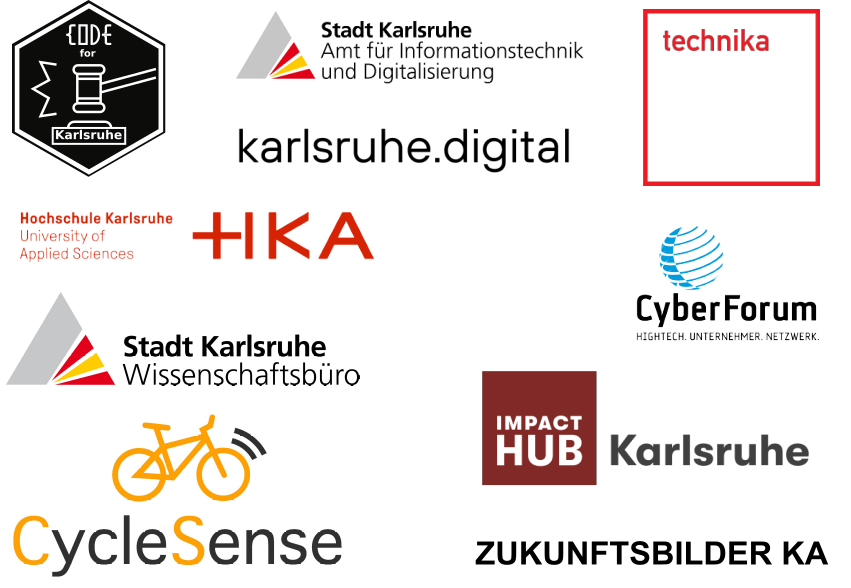 CODE
for
Karlsruhe
Stadt Karlsruhe
Amt für Informationstechnik
und Digitalisierung
karlsruhe.digital
technika
Hochschule Karlsruhe
University of
Applied Sciences
HKA
CyberForum
HIGHTECH. UNTERNEHMER. NETZWERK.
Stadt Karlsruhe
Wissenschaftsbüro
IMPACT
HUB
Karlsruhe
CycleSense
ZUKUNFTSBILDER KA